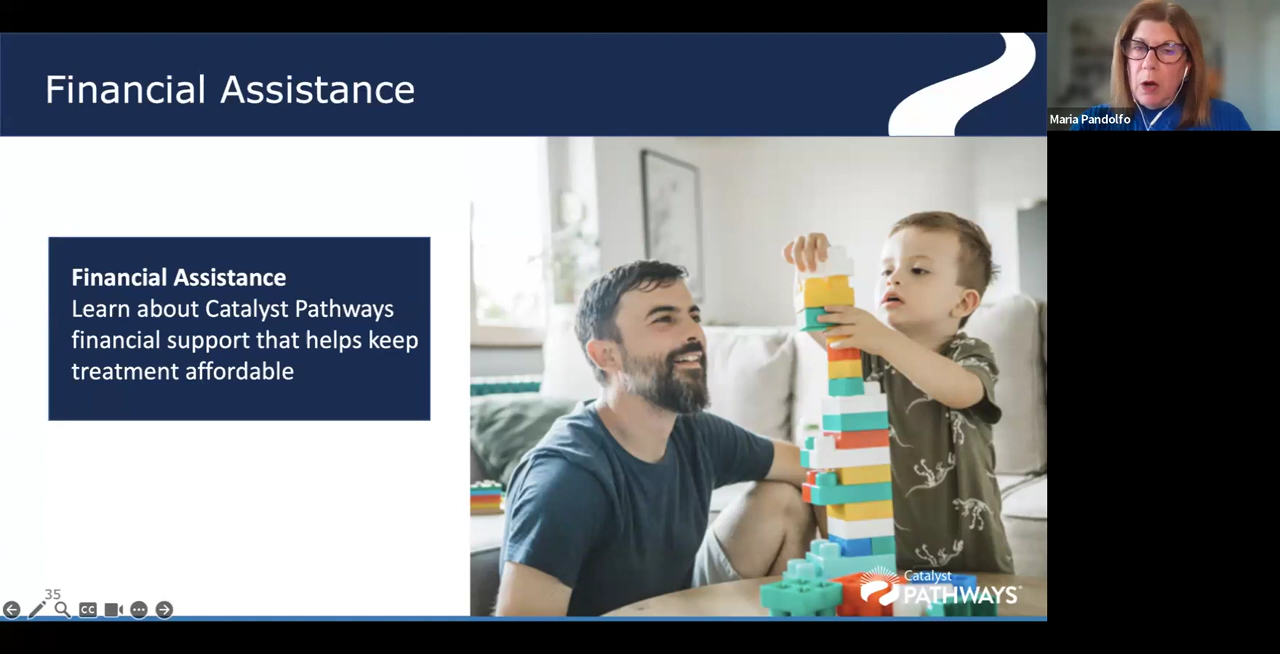 Financial Assistance
Maria Pandolfo
Financial Assistance
Learn about Catalyst Pathways
financial support that helps keep
treatment affordable
Catalyst
PATHWAYS®
35
CC